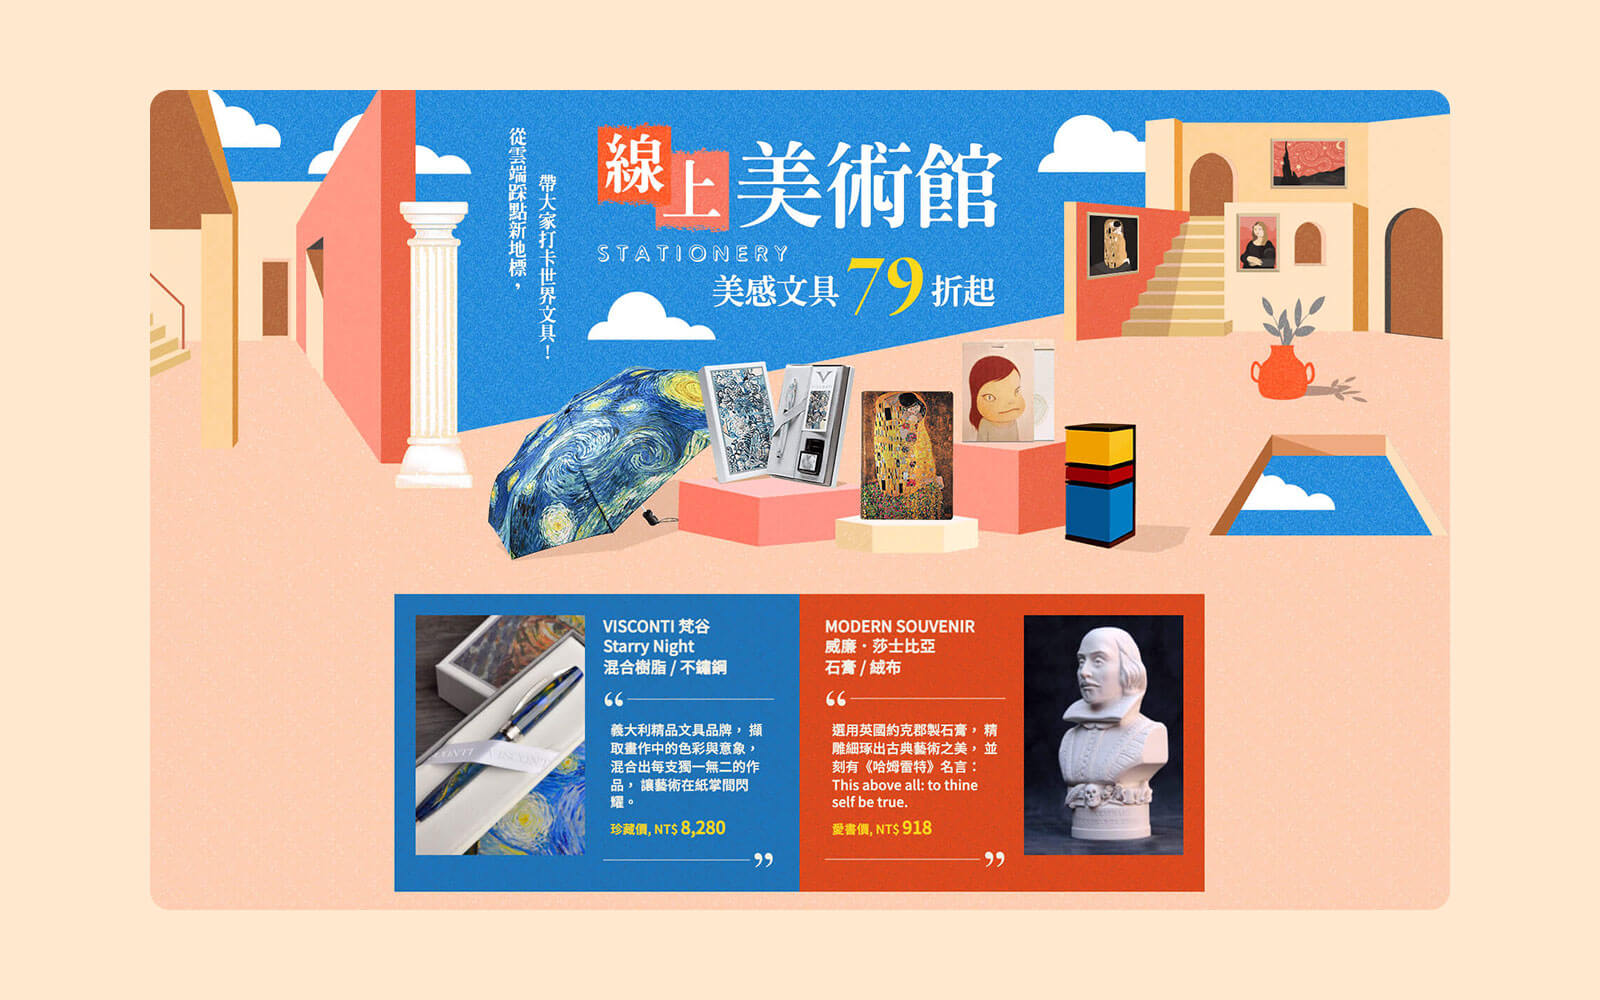 從雲端踩點新地標，
帶大家打卡世界文具！
線上美術館
STATIONERY
美感文具79折起
VISCONTI 梵谷
Starry Night
混合樹脂 / 不鏽鋼
“
義大利精品文具品牌， 擷
取畫作中的色彩與意象，
混合出每支獨一無二的作
品， 讓藝術在紙掌間閃
耀。
珍藏價, NT$ 8,280
”
MODERN SOUVENIR
威廉・莎士比亞
石膏 / 絨布
“
選用英國約克郡製石膏， 精
雕細琢出古典藝術之美， 並
刻有《哈姆雷特》名言：
This above all: to thine
self be true.
愛書價, NT$ 918
”